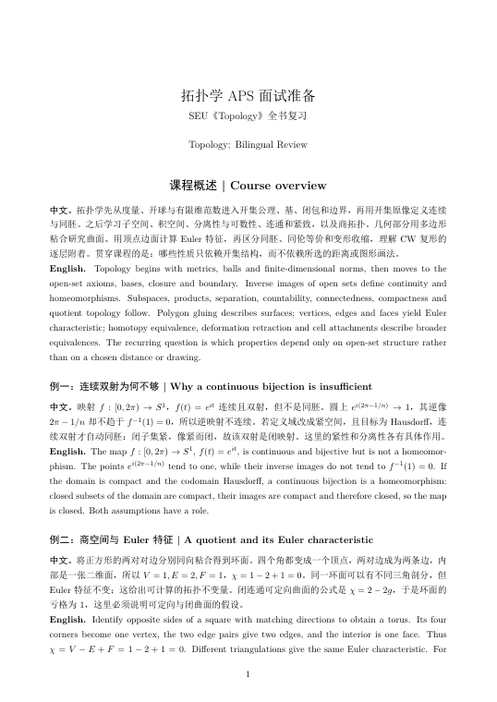 拓扑学 APS 面试准备
SEU《Topology》全书复习
Topology: Bilingual Review
课程概述 | Course overview
中文。拓扑学先从度量、开球与有限维范数进入开集公理、基、闭包和边界，再用开集原像定义连续
与同胚。之后学习子空间、积空间、分离性与可数性、连通和紧致，以及商拓扑。几何部分用多边形
粘合研究曲面、用顶点边面计算 Euler 特征，再区分同胚、同伦等价和变形收缩，理解 CW 复形的
逐层附着。贯穿课程的是：哪些性质只依赖开集结构，而不依赖所选的距离或图形画法。
English. Topology begins with metrics, balls and finite-dimensional norms, then moves to the
open-set axioms, bases, closure and boundary. Inverse images of open sets define continuity and
homeomorphisms. Subspaces, products, separation, countability, connectedness, compactness and
quotient topology follow. Polygon gluing describes surfaces; vertices, edges and faces yield Euler
characteristic; homotopy equivalence, deformation retraction and cell attachments describe broader
equivalences. The recurring question is which properties depend only on open-set structure rather
than on a chosen distance or drawing.
例一：连续双射为何不够 | Why a continuous bijection is insufficient
中文。映射 f : [0, 2π) → S¹，f(t) = e^{it} 连续且双射，但不是同胚。圆上 e^{i(2π−1/n)} → 1，其逆像
2π − 1/n 却不趋于 f⁻¹(1) = 0，所以逆映射不连续。若定义域改成紧空间，且目标为 Hausdorff，连
续双射才自动同胚：闭子集紧，像紧而闭，故该双射是闭映射。这里的紧性和分离性各有具体作用。
English. The map f : [0, 2π) → S¹, f(t) = e^{it}, is continuous and bijective but is not a homeomor-
phism. The points e^{i(2π−1/n)} tend to one, while their inverse images do not tend to f⁻¹(1) = 0. If
the domain is compact and the codomain Hausdorff, a continuous bijection is a homeomorphism:
closed subsets of the domain are compact, their images are compact and therefore closed, so the map
is closed. Both assumptions have a role.
例二：商空间与 Euler 特征 | A quotient and its Euler characteristic
中文。将正方形的两对对边分别同向粘合得到环面。四个角都变成一个顶点，两对边成为两条边，内
部是一张二维面，所以 V = 1, E = 2, F = 1，χ = 1 − 2 + 1 = 0。同一环面可以有不同三角剖分，但
Euler 特征不变；这给出可计算的拓扑不变量。闭连通可定向曲面的公式是 χ = 2 − 2g，于是环面的
亏格为 1，这里必须说明可定向与闭曲面的假设。
English. Identify opposite sides of a square with matching directions to obtain a torus. Its four
corners become one vertex, the two edge pairs give two edges, and the interior is one face. Thus
χ = V − E + F = 1 − 2 + 1 = 0. Different triangulations give the same Euler characteristic. For
1